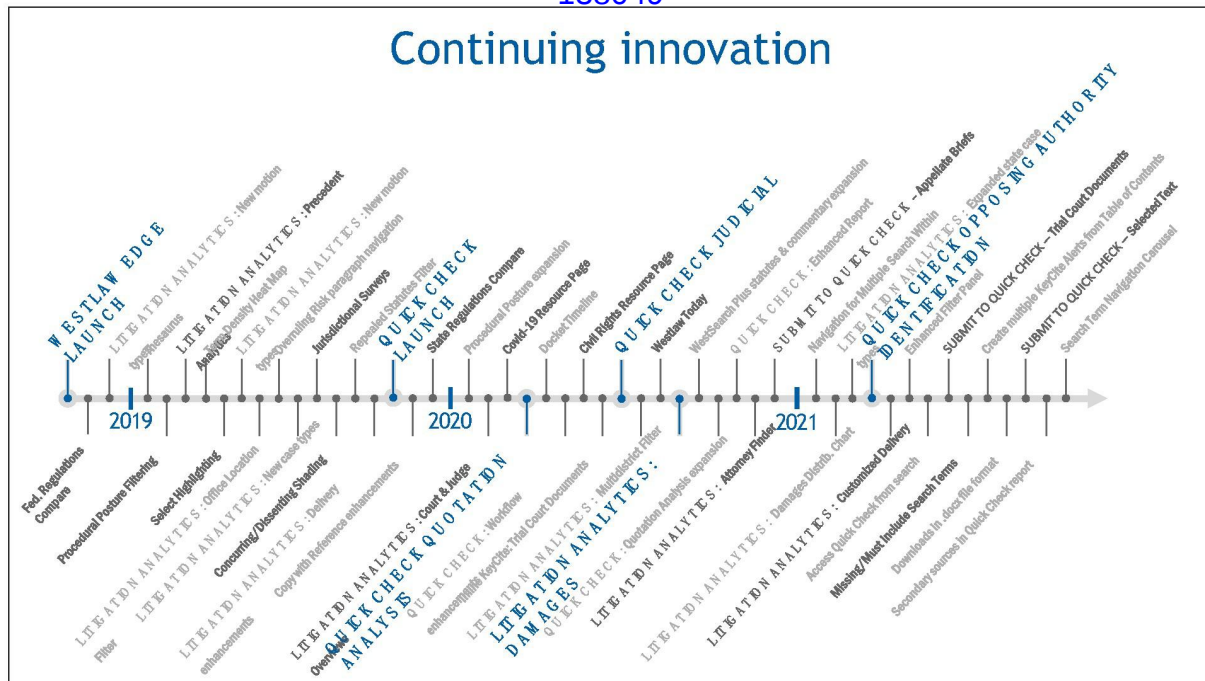 Continuing innovation
WESTLAW EDGE
LAUNCH
LITIGATION ANALYTICS: New motion
types
Thesaurus
LITIGATION ANALYTICS: Precedent
Analytics
Density Heat Map
LITIGATION ANALYTICS: New motion
types
Overruling Risk paragraph navigation
Jurisdictional Surveys
Repealed Statutes Filter
QUICK CHECK
LAUNCH
State Regulations Compare
Procedural Posture expansion
Covid-19 Resource Page
Docket Timeline
Civil Rights Resource Page
QUICK CHECK JUDICIAL
Westlaw Today
WestSearch Plus statutes & commentary expansion
QUICK CHECK: Enhanced Report
SUBMIT TO QUICK CHECK – Appellate Briefs
Navigation for Multiple Search Within
LITIGATION ANALYTICS: Expanded state case
types
QUICK CHECK OPPOSING AUTHORITY
IDENTIFICATION
Enhanced Filter Panel
SUBMIT TO QUICK CHECK – Trial Court Documents
Create multiple KeyCite Alerts from Table of Contents
SUBMIT TO QUICK CHECK – Selected Text
Search Term Navigation Carousel
2019
2020
2021
Fed. Regulations
Compare
Procedural Posture Filtering
Select Highlighting
LITIGATION ANALYTICS: Office Location
Filter
LITIGATION ANALYTICS: New case types
Concurring/Dissenting Shading
LITIGATION ANALYTICS: Delivery
enhancements
Copy with Reference enhancements
LITIGATION ANALYTICS: Court & Judge
Overviews
QUICK CHECK QUOTATION
ANALYSIS
QUICK CHECK: Workflow
KeyCite: Trial Court Documents
LITIGATION ANALYTICS: Multidistrict Filter
LITIGATION ANALYTICS:
DAMAGES
QUICK CHECK: Quotation Analysis expansion
LITIGATION ANALYTICS: Attorney Finder
LITIGATION ANALYTICS: Damages Distrib. Chart
LITIGATION ANALYTICS: Customized Delivery
Access Quick Check from search
Missing/Must Include Search Terms
Downloads in .docx file format
Secondary sources in Quick Check report